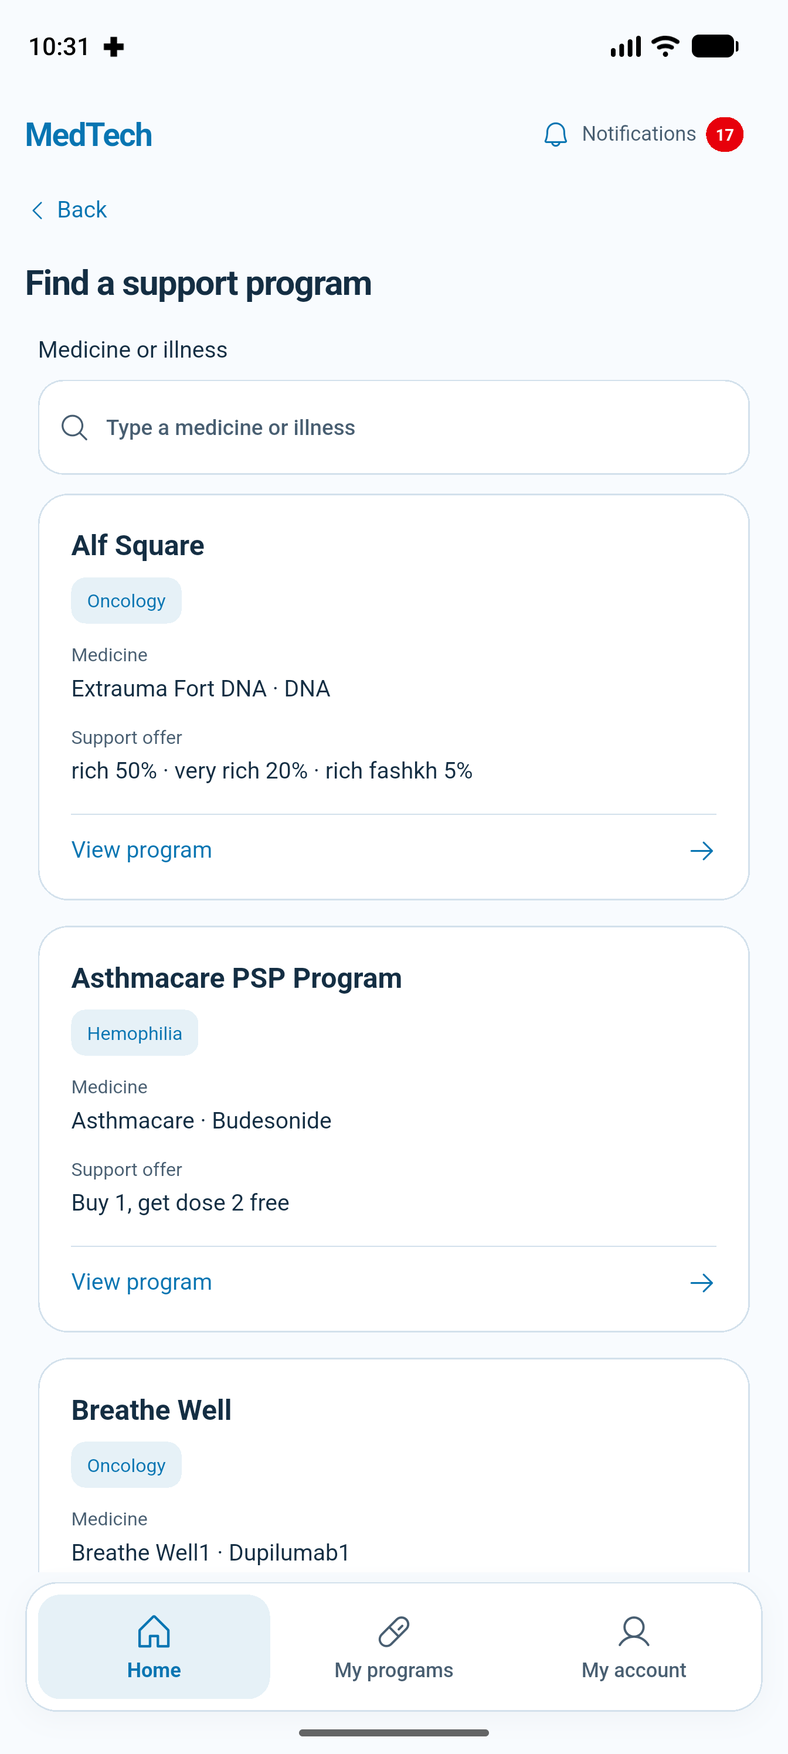 10:31
MedTech
Notifications 17
Back
Find a support program
Medicine or illness
Type a medicine or illness
Alf Square
Oncology
Medicine
Extrauma Fort DNA · DNA
Support offer
rich 50% · very rich 20% · rich fashkh 5%
View program
Asthmacare PSP Program
Hemophilia
Medicine
Asthmacare · Budesonide
Support offer
Buy 1, get dose 2 free
View program
Breathe Well
Oncology
Medicine
Breathe Well1 · Dupilumab1
Home
My programs
My account